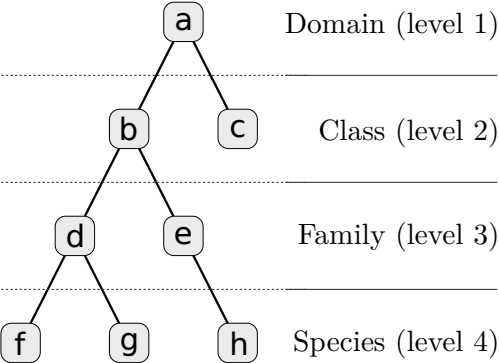 a Domain (level 1)
b c Class (level 2)
d e Family (level 3)
f g h Species (level 4)